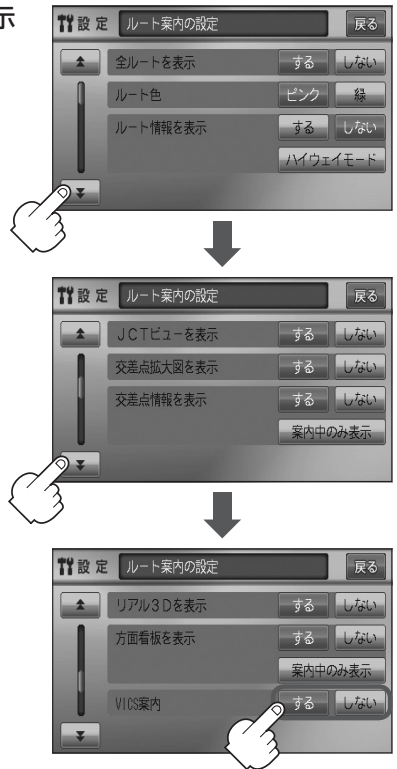 示
設定 ルート案内の設定 戻る
全ルートを表示 する しない
ルート色 ピンク 緑
ルート情報を表示 する しない
ハイウェイモード
設定 ルート案内の設定 戻る
JCTビューを表示 する しない
交差点拡大図を表示 する しない
交差点情報を表示 する しない
案内中のみ表示
設定 ルート案内の設定 戻る
リアル3Dを表示 する しない
方面看板を表示 する しない
案内中のみ表示
VICS案内 する しない